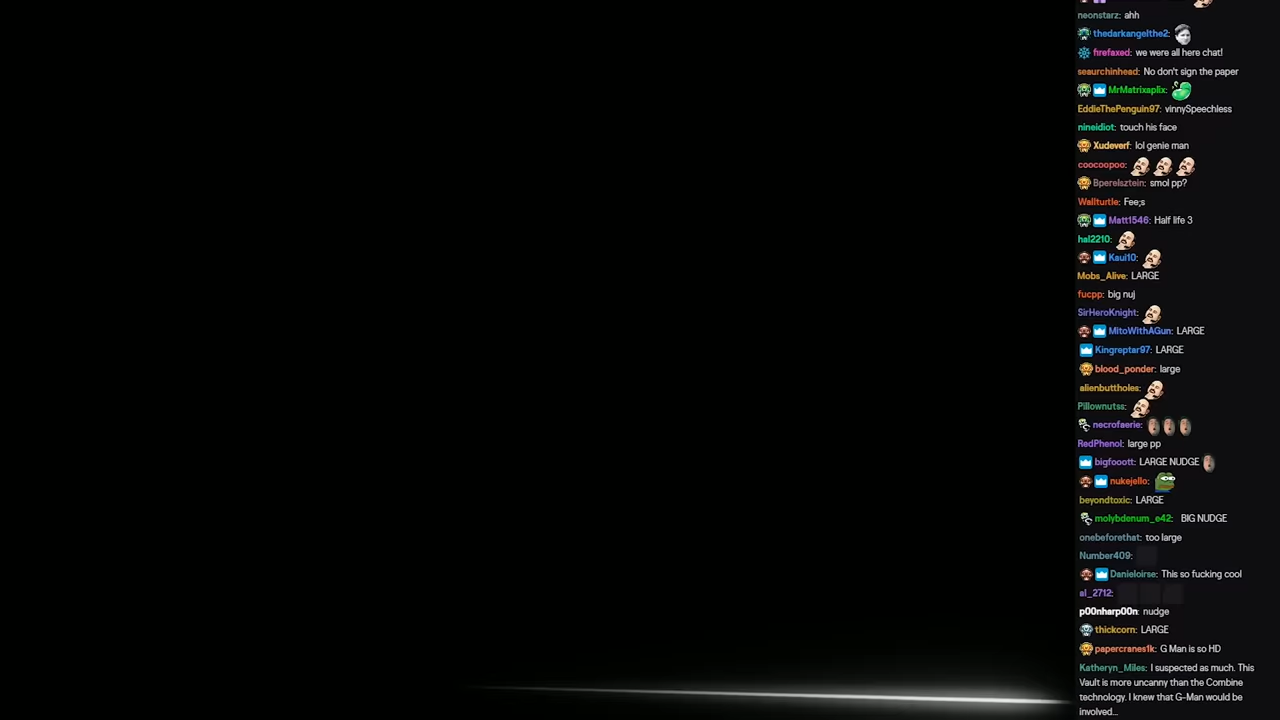 neonstarz: ahh
thedarkangelthe2:
firefaxed: we were all here chat!
seaurchinhead: No don't sign the paper
MrMatrixaplix:
EddieThePenguin97: vinnySpeechless
nineidiot: touch his face
Xudeverf: lol genie man
coocoopoo:
Bperelsztein: smol pp?
Wallturtle: Fee;s
Matt1546: Half life 3
hal2210:
Kaui10:
Mobs_Alive: LARGE
fucpp: big nuj
SirHeroKnight:
MitoWithAGun: LARGE
Kingreptar97: LARGE
blood_ponder: large
alienbuttholes:
Pillownutss:
necrofaerie:
RedPhenol: large pp
bigfooott: LARGE NUDGE
nukejello:
beyondtoxic: LARGE
molybdenum_e42: BIG NUDGE
onebeforethat: too large
Number409:
Danieloirse: This so fucking cool
al_2712:
p00nharp00n: nudge
thickcorn: LARGE
papercranes1k: G Man is so HD
Katheryn_Miles: I suspected as much. This
Vault is more uncanny than the Combine
technology. I knew that G-Man would be
involved...